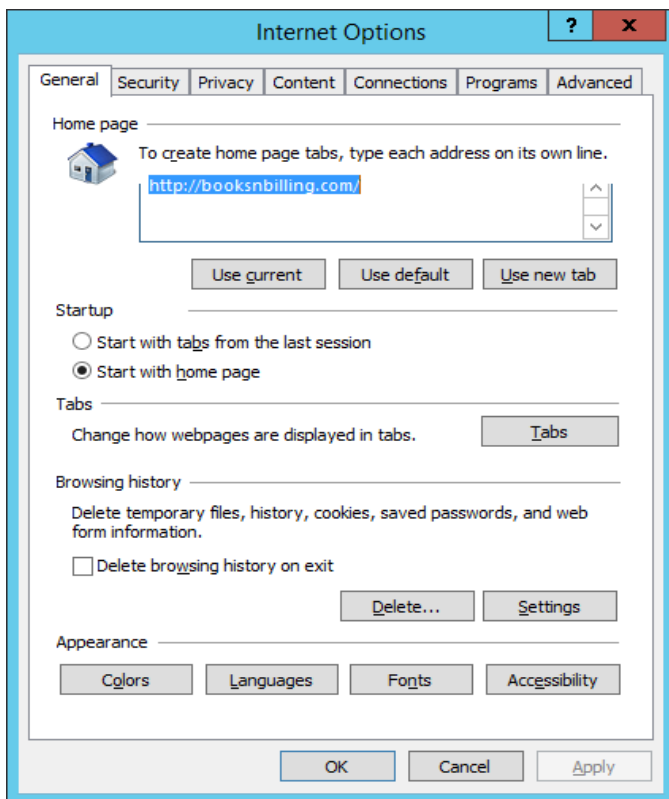 Internet Options
? x
General Security Privacy Content Connections Programs Advanced
Home page
To create home page tabs, type each address on its own line.
http://booksnbilling.com/
Use current Use default Use new tab
Startup
Start with tabs from the last session
Start with home page
Tabs
Change how webpages are displayed in tabs. Tabs
Browsing history
Delete temporary files, history, cookies, saved passwords, and web
form information.
Delete browsing history on exit
Delete... Settings
Appearance
Colors Languages Fonts Accessibility
OK Cancel Apply